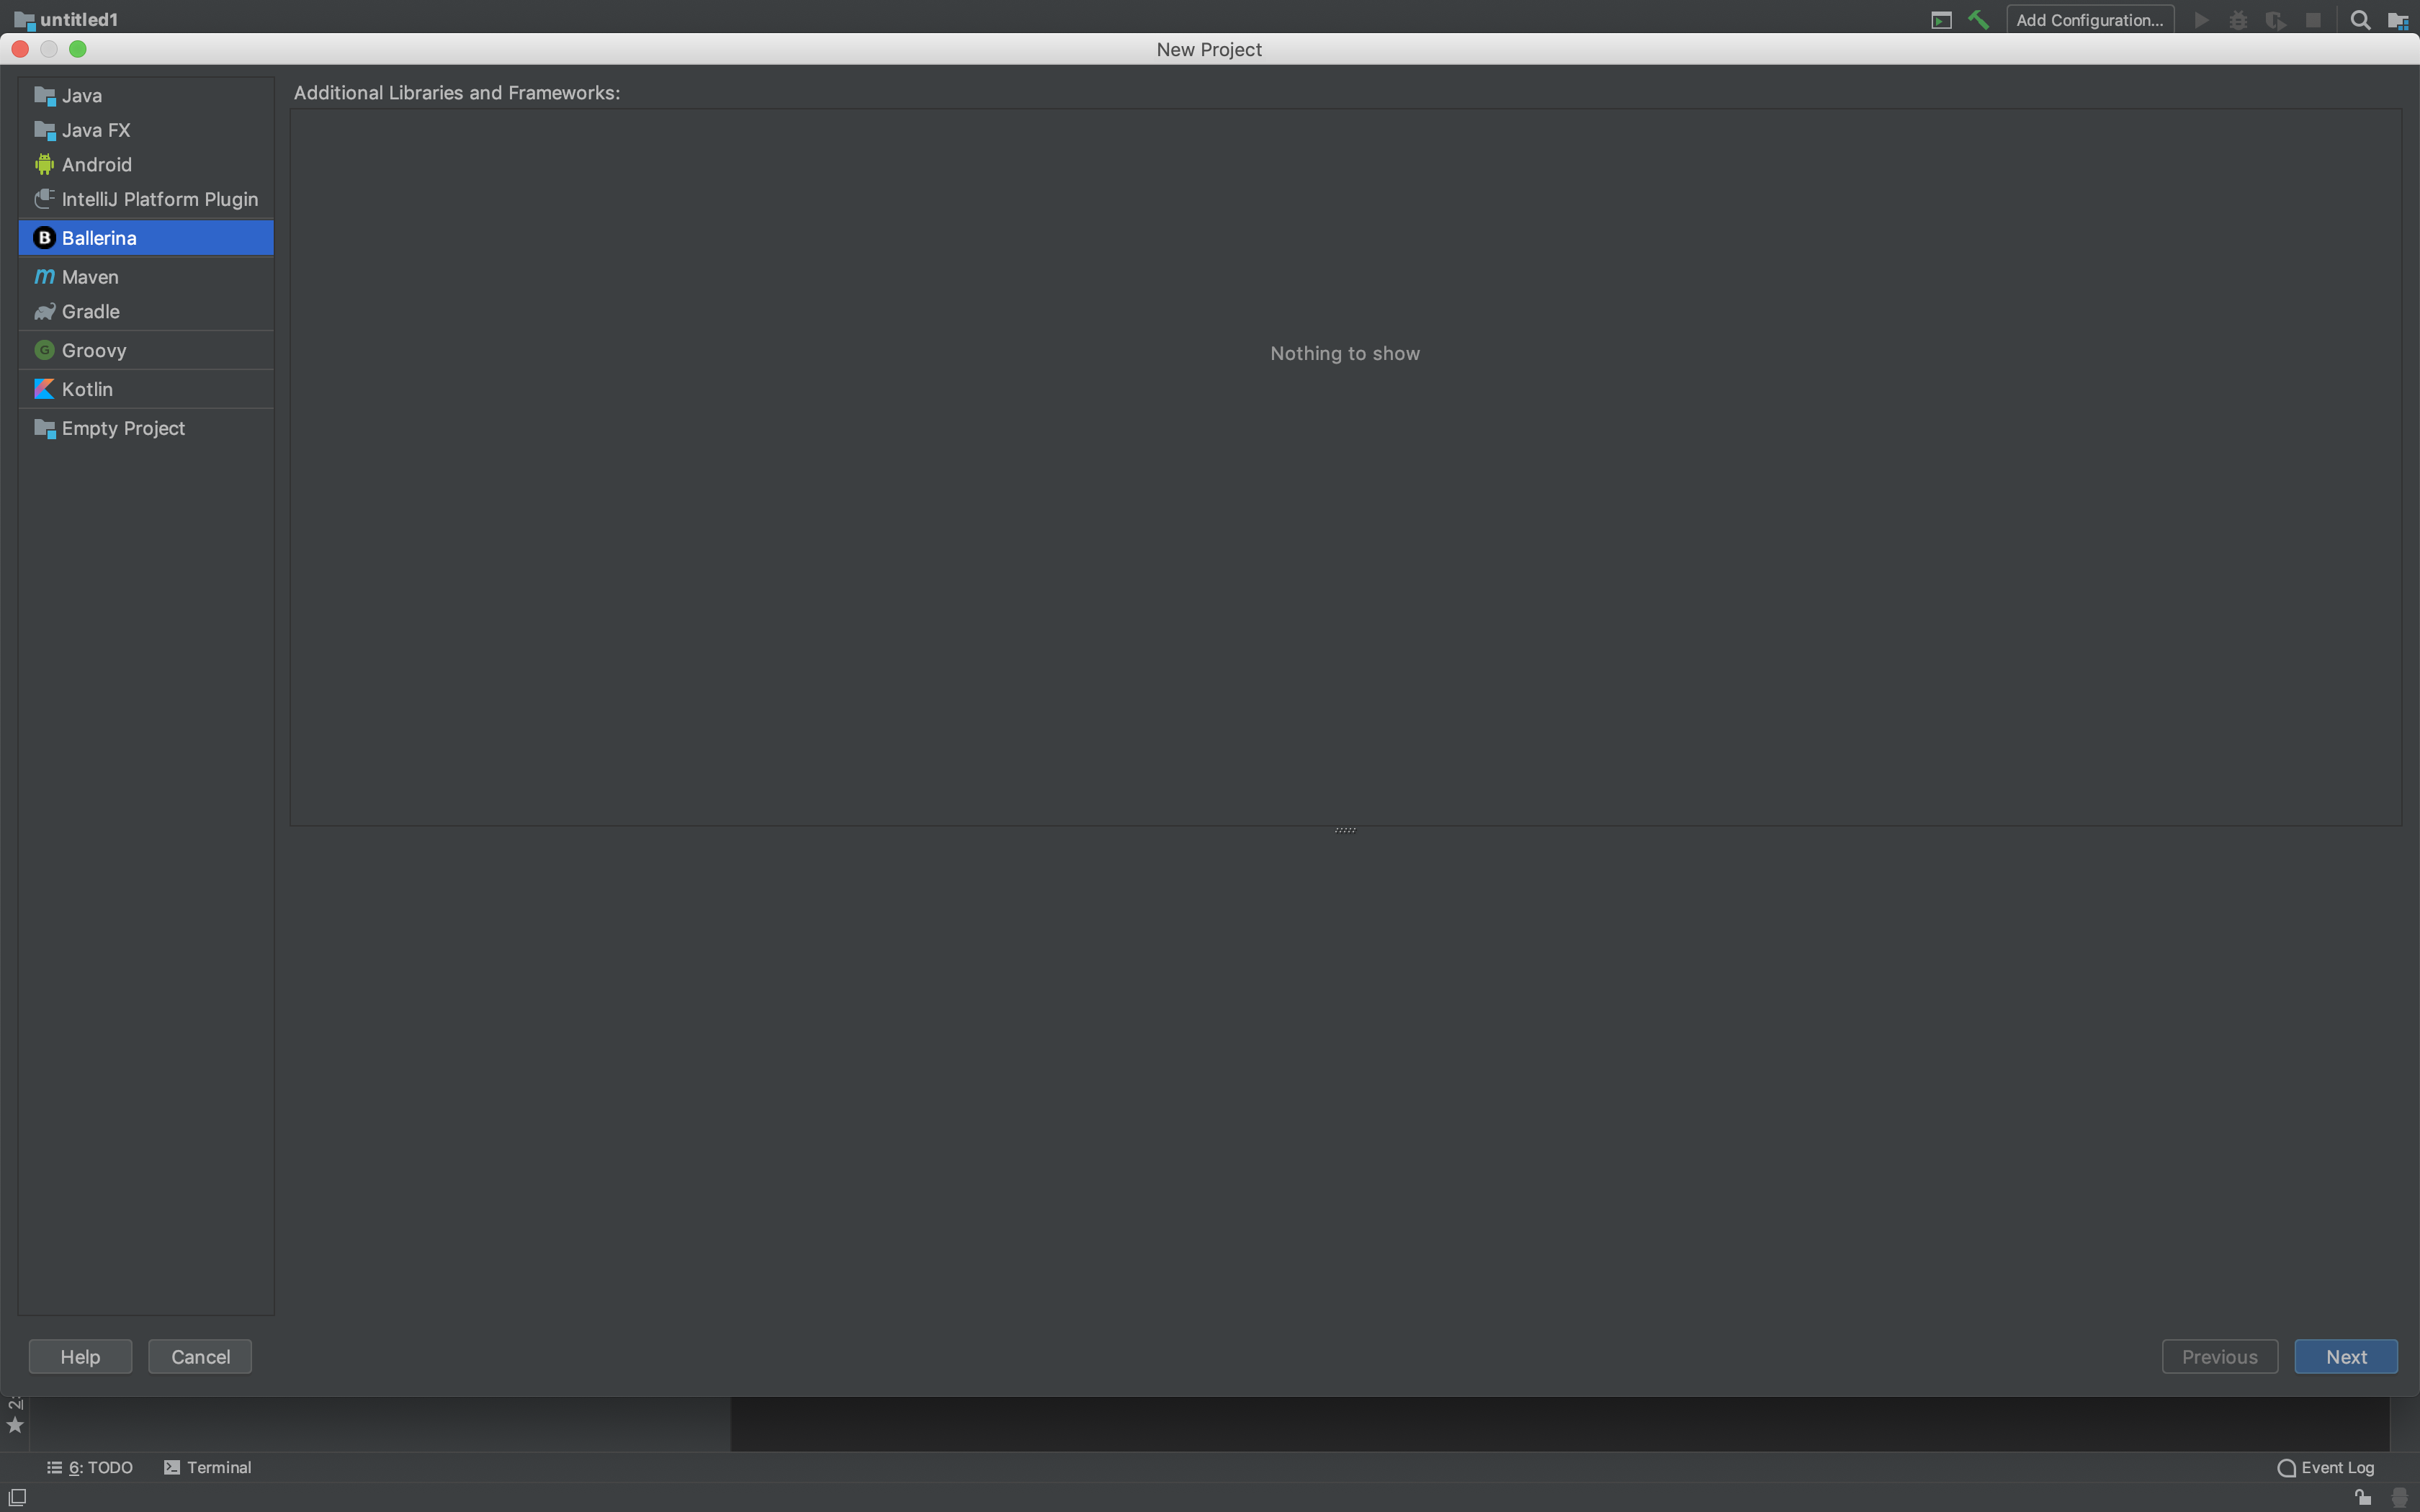 untitled1
Add Configuration...
New Project
Java
Java FX
Android
IntelliJ Platform Plugin
B Ballerina
m Maven
Gradle
G Groovy
Kotlin
Empty Project
Additional Libraries and Frameworks:
Nothing to show
Help
Cancel
Previous
Next
2:
6: TODO
Terminal
Event Log